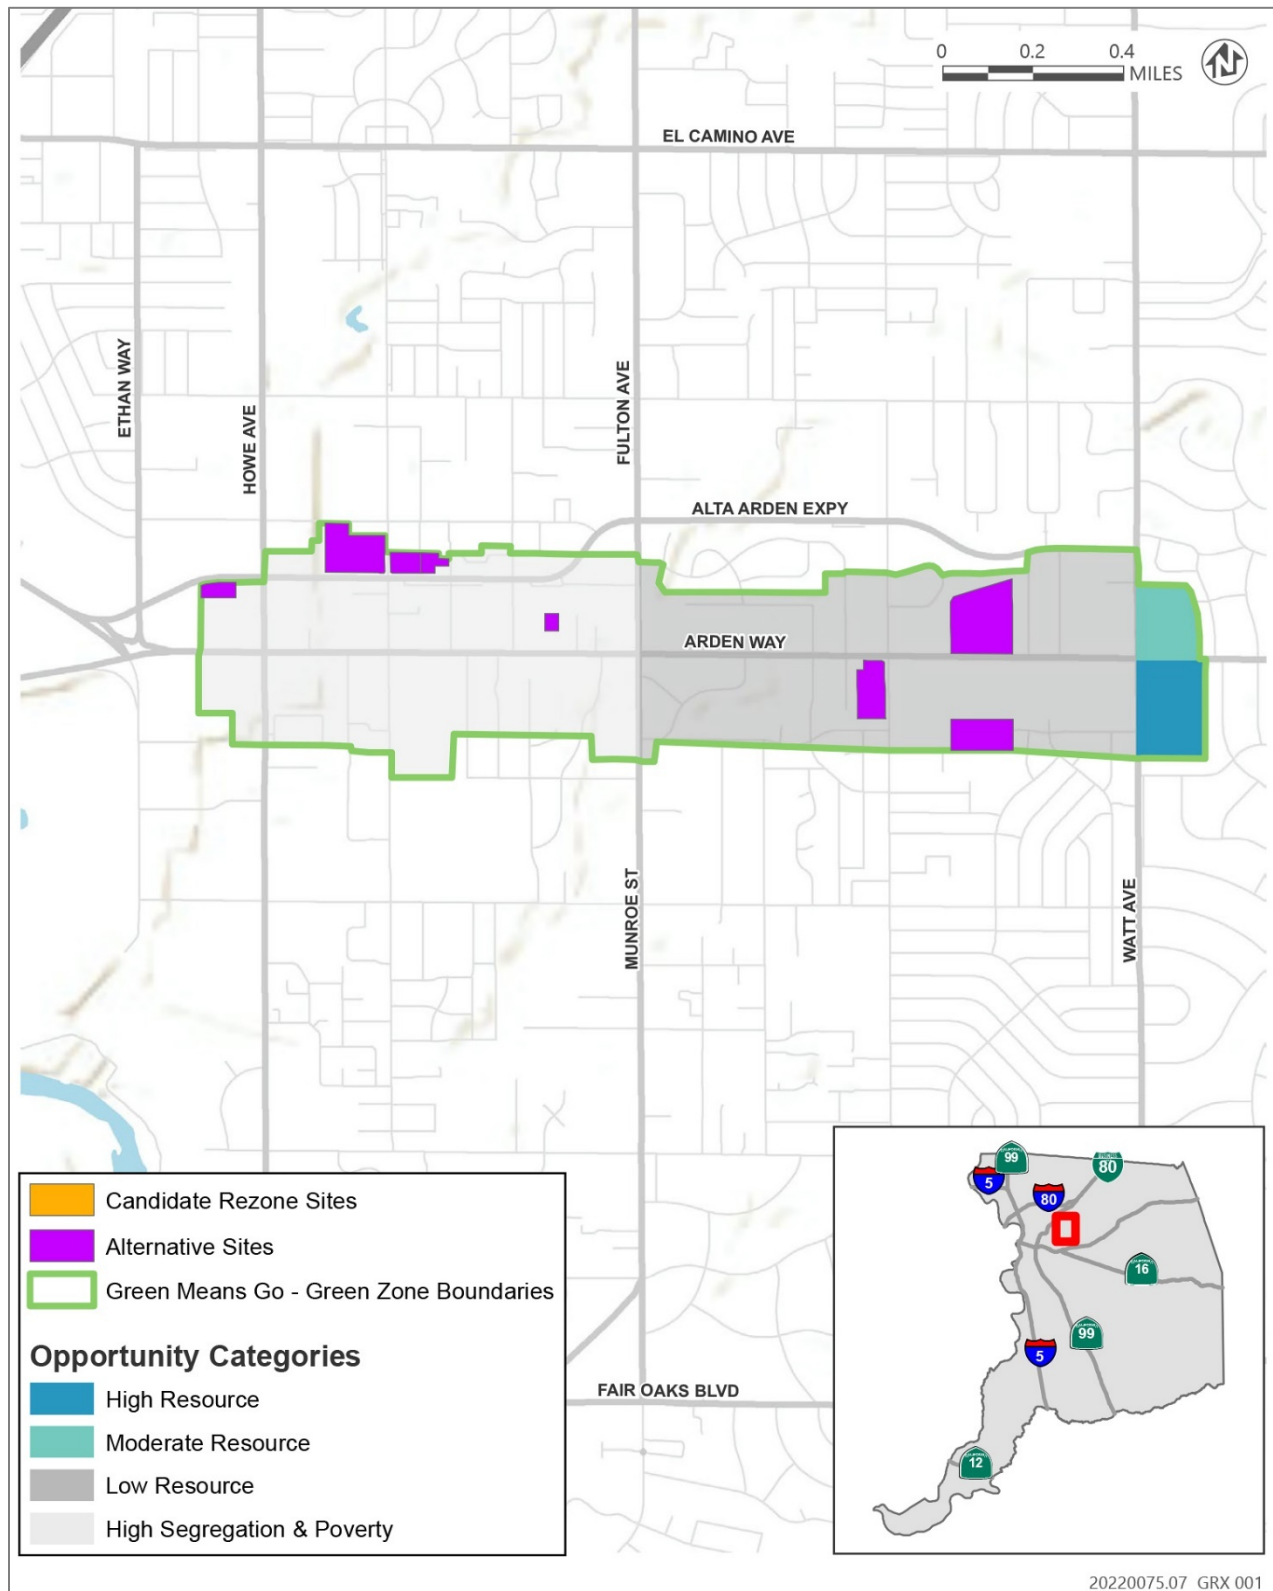 0 0.2 0.4
MILES
N
EL CAMINO AVE
ETHAN WAY
HOWE AVE
FULTON AVE
ALTA ARDEN EXPY
ARDEN WAY
MUNROE ST
WATT AVE
FAIR OAKS BLVD
Candidate Rezone Sites
Alternative Sites
Green Means Go - Green Zone Boundaries
Opportunity Categories
High Resource
Moderate Resource
Low Resource
High Segregation & Poverty
99
5
80
80
16
99
5
12
20220075.07 GRX 001